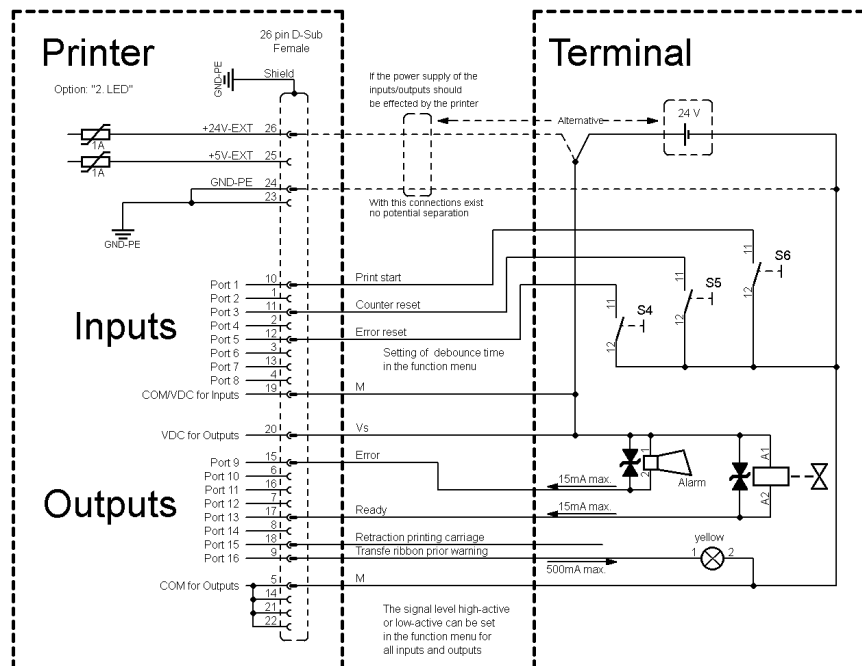 Printer
26 pin D-Sub
Female
Terminal
GND-PE
Shield
Option: "2. LED"
If the power supply of the
inputs/outputs should
be effected by the printer
Alternative
24 V
+24V-EXT 26
1A
+5V-EXT 25
1A
GND-PE 24
23
GND-PE
With this connections exist
no potential separation
Inputs
Port 1 10 Print start
Port 2 1
Port 3 11 Counter reset
Port 4 2
Port 5 12 Error reset
Port 6 3
Port 7 13
Port 8 4
COM/VDC for Inputs 19 M
Setting of debounce time
in the function menu
11 S6 12
11 S5 12
11 S4 12
VDC for Outputs 20 Vs
Outputs
Port 9 15 Error
Port 10 6
Port 11 16
Port 12 7
Port 13 17 Ready
Port 14 8
Port 15 18 Retraction printing carriage
Port 16 9 Transfe ribbon prior warning
COM for Outputs 5 M
14
21
22
1
2
Alarm
A1
A2
15mA max.
15mA max.
500mA max.
yellow
1 2
The signal level high-active
or low-active can be set
in the function menu for
all inputs and outputs